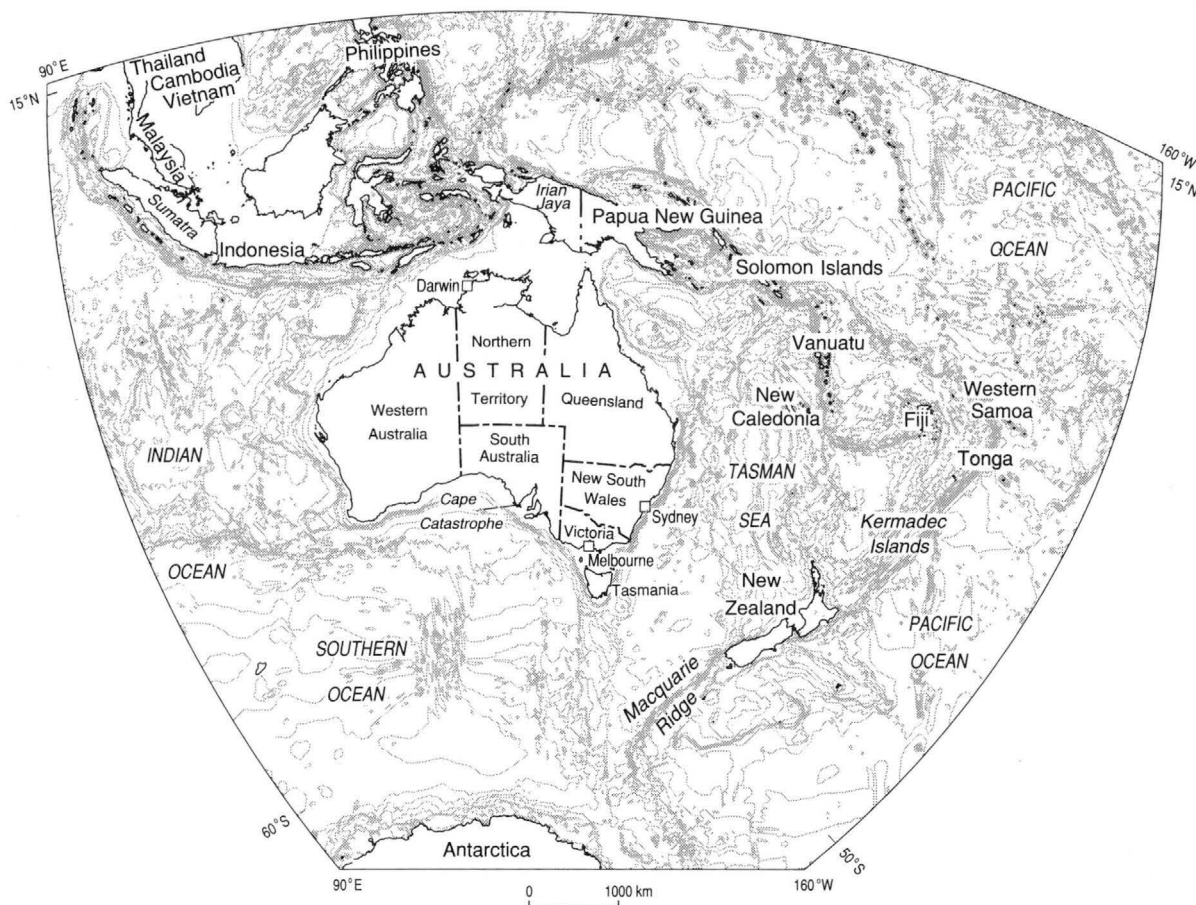 Philippines
90°E
Thailand
Cambodia
Vietnam
15°N
Malaysia
Sumatra
Indonesia
160°W
15°N
PACIFIC
OCEAN
Irian
Jaya
Papua New Guinea
Solomon Islands
Darwin
Northern
Territory
AUSTRALIA
Western
Australia
Queensland
South
Australia
New South
Wales
Victoria
Sydney
Melbourne
Tasmania
Cape
Catastrophe
Vanuatu
New
Caledonia
Fiji
Western
Samoa
Tonga
INDIAN
OCEAN
TASMAN
SEA
Kermadec
Islands
New
Zealand
PACIFIC
OCEAN
SOUTHERN
OCEAN
Macquarie
Ridge
60°S
50°S
Antarctica
90°E
160°W
0 1000 km